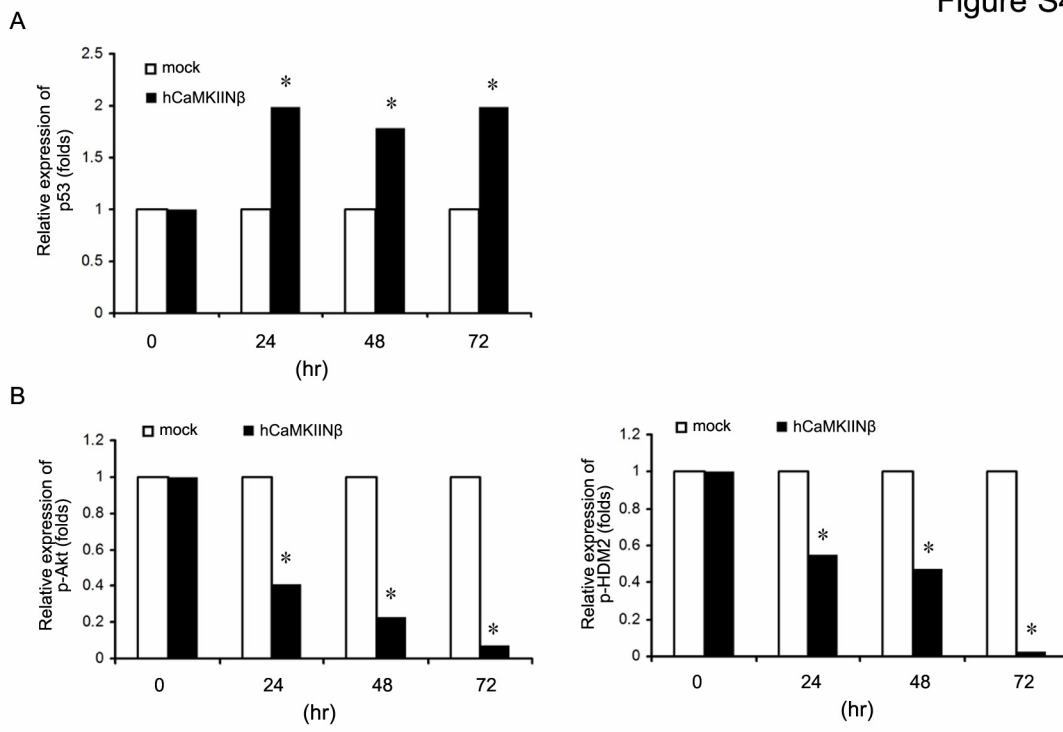 Figure S4
A
Relative expression of
p53 (folds)
2.5
2
1.5
1
0.5
0
mock
hCaMKIINβ
*
*
*
0 24 48 72
(hr)
B
Relative expression of
p-Akt (folds)
1.2
1
0.8
0.6
0.4
0.2
0
mock hCaMKIINβ
*
*
*
0 24 48 72
(hr)
Relative expression of
p-HDM2 (folds)
1.2
1
0.8
0.6
0.4
0.2
0
mock hCaMKIINβ
*
*
*
0 24 48 72
(hr)